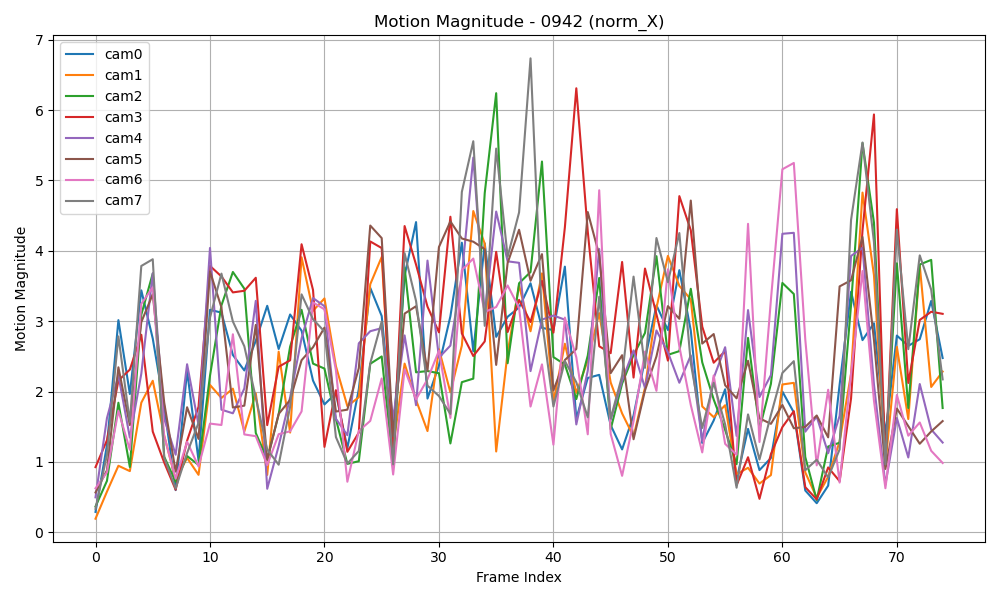 Motion Magnitude - 0942 (norm_X)
7
6
5
4
3
2
1
0
Motion Magnitude
cam0
cam1
cam2
cam3
cam4
cam5
cam6
cam7
0 10 20 30 40 50 60 70
Frame Index